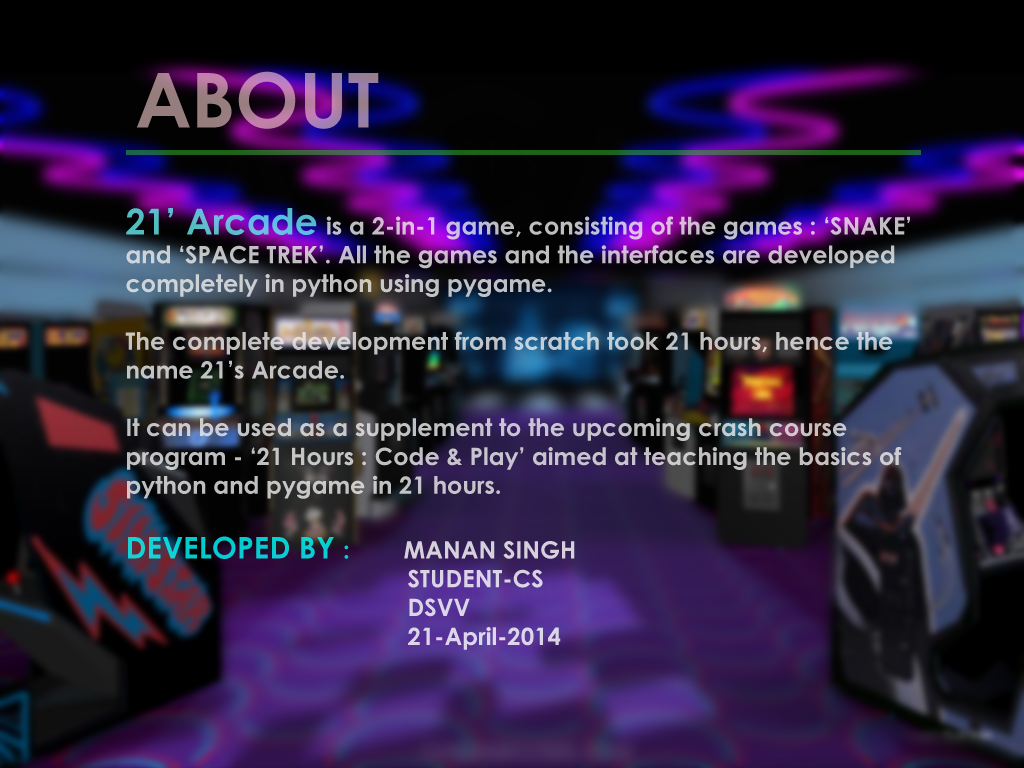 ABOUT
21’ Arcade is a 2-in-1 game, consisting of the games : ‘SNAKE’
and ‘SPACE TREK’. All the games and the interfaces are developed
completely in python using pygame.
The complete development from scratch took 21 hours, hence the
name 21’s Arcade.
It can be used as a supplement to the upcoming crash course
program - ‘21 Hours : Code & Play’ aimed at teaching the basics of
python and pygame in 21 hours.
DEVELOPED BY : MANAN SINGH
STUDENT-CS
DSVV
21-April-2014